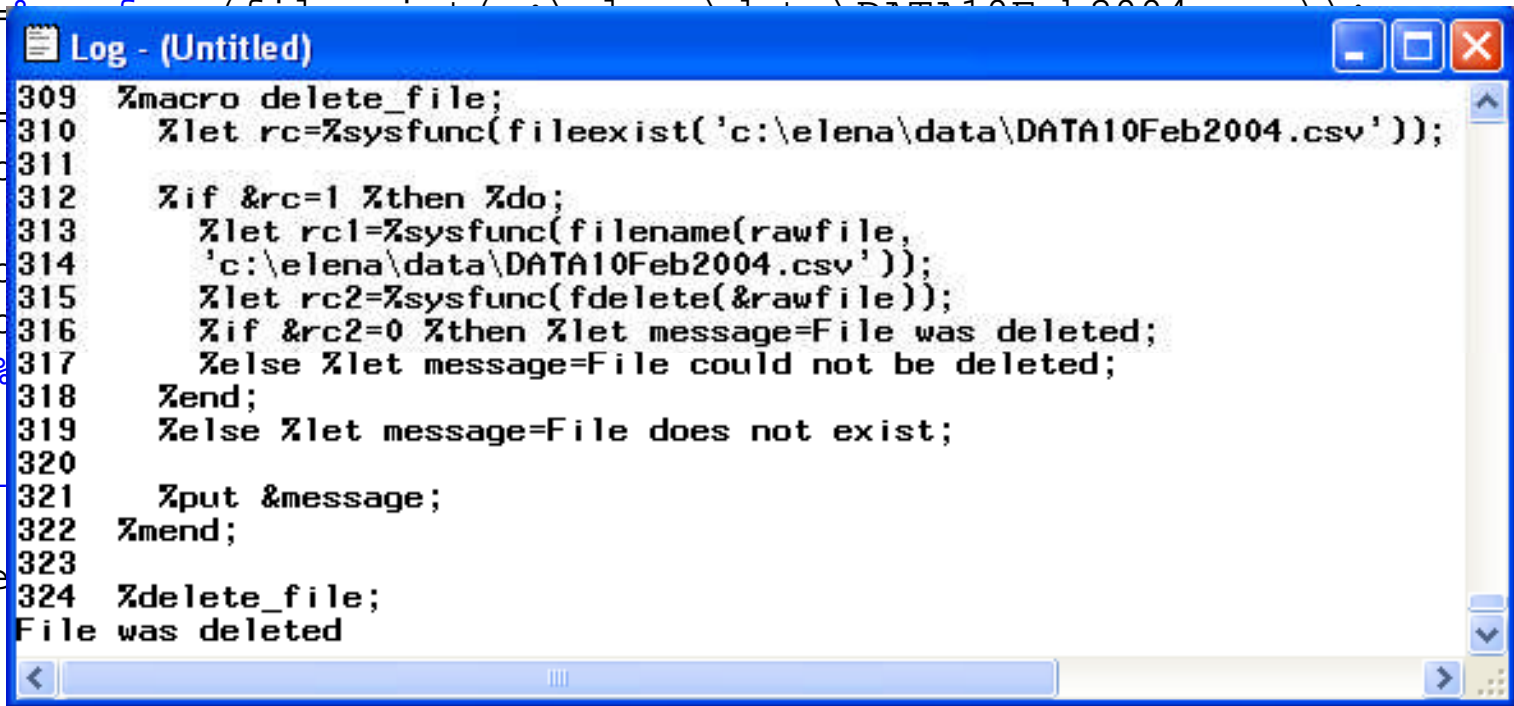 Log - (Untitled)
309 %macro delete_file;
310 %let rc=%sysfunc(fileexist('c:\elena\data\DATA10Feb2004.csv'));
311
312 %if &rc=1 %then %do;
313 %let rc1=%sysfunc(filename(rawfile,
314 'c:\elena\data\DATA10Feb2004.csv'));
315 %let rc2=%sysfunc(fdelete(&rawfile));
316 %if &rc2=0 %then %let message=File was deleted;
317 %else %let message=File could not be deleted;
318 %end;
319 %else %let message=File does not exist;
320
321 %put &message;
322 %mend;
323
324 %delete_file;
File was deleted